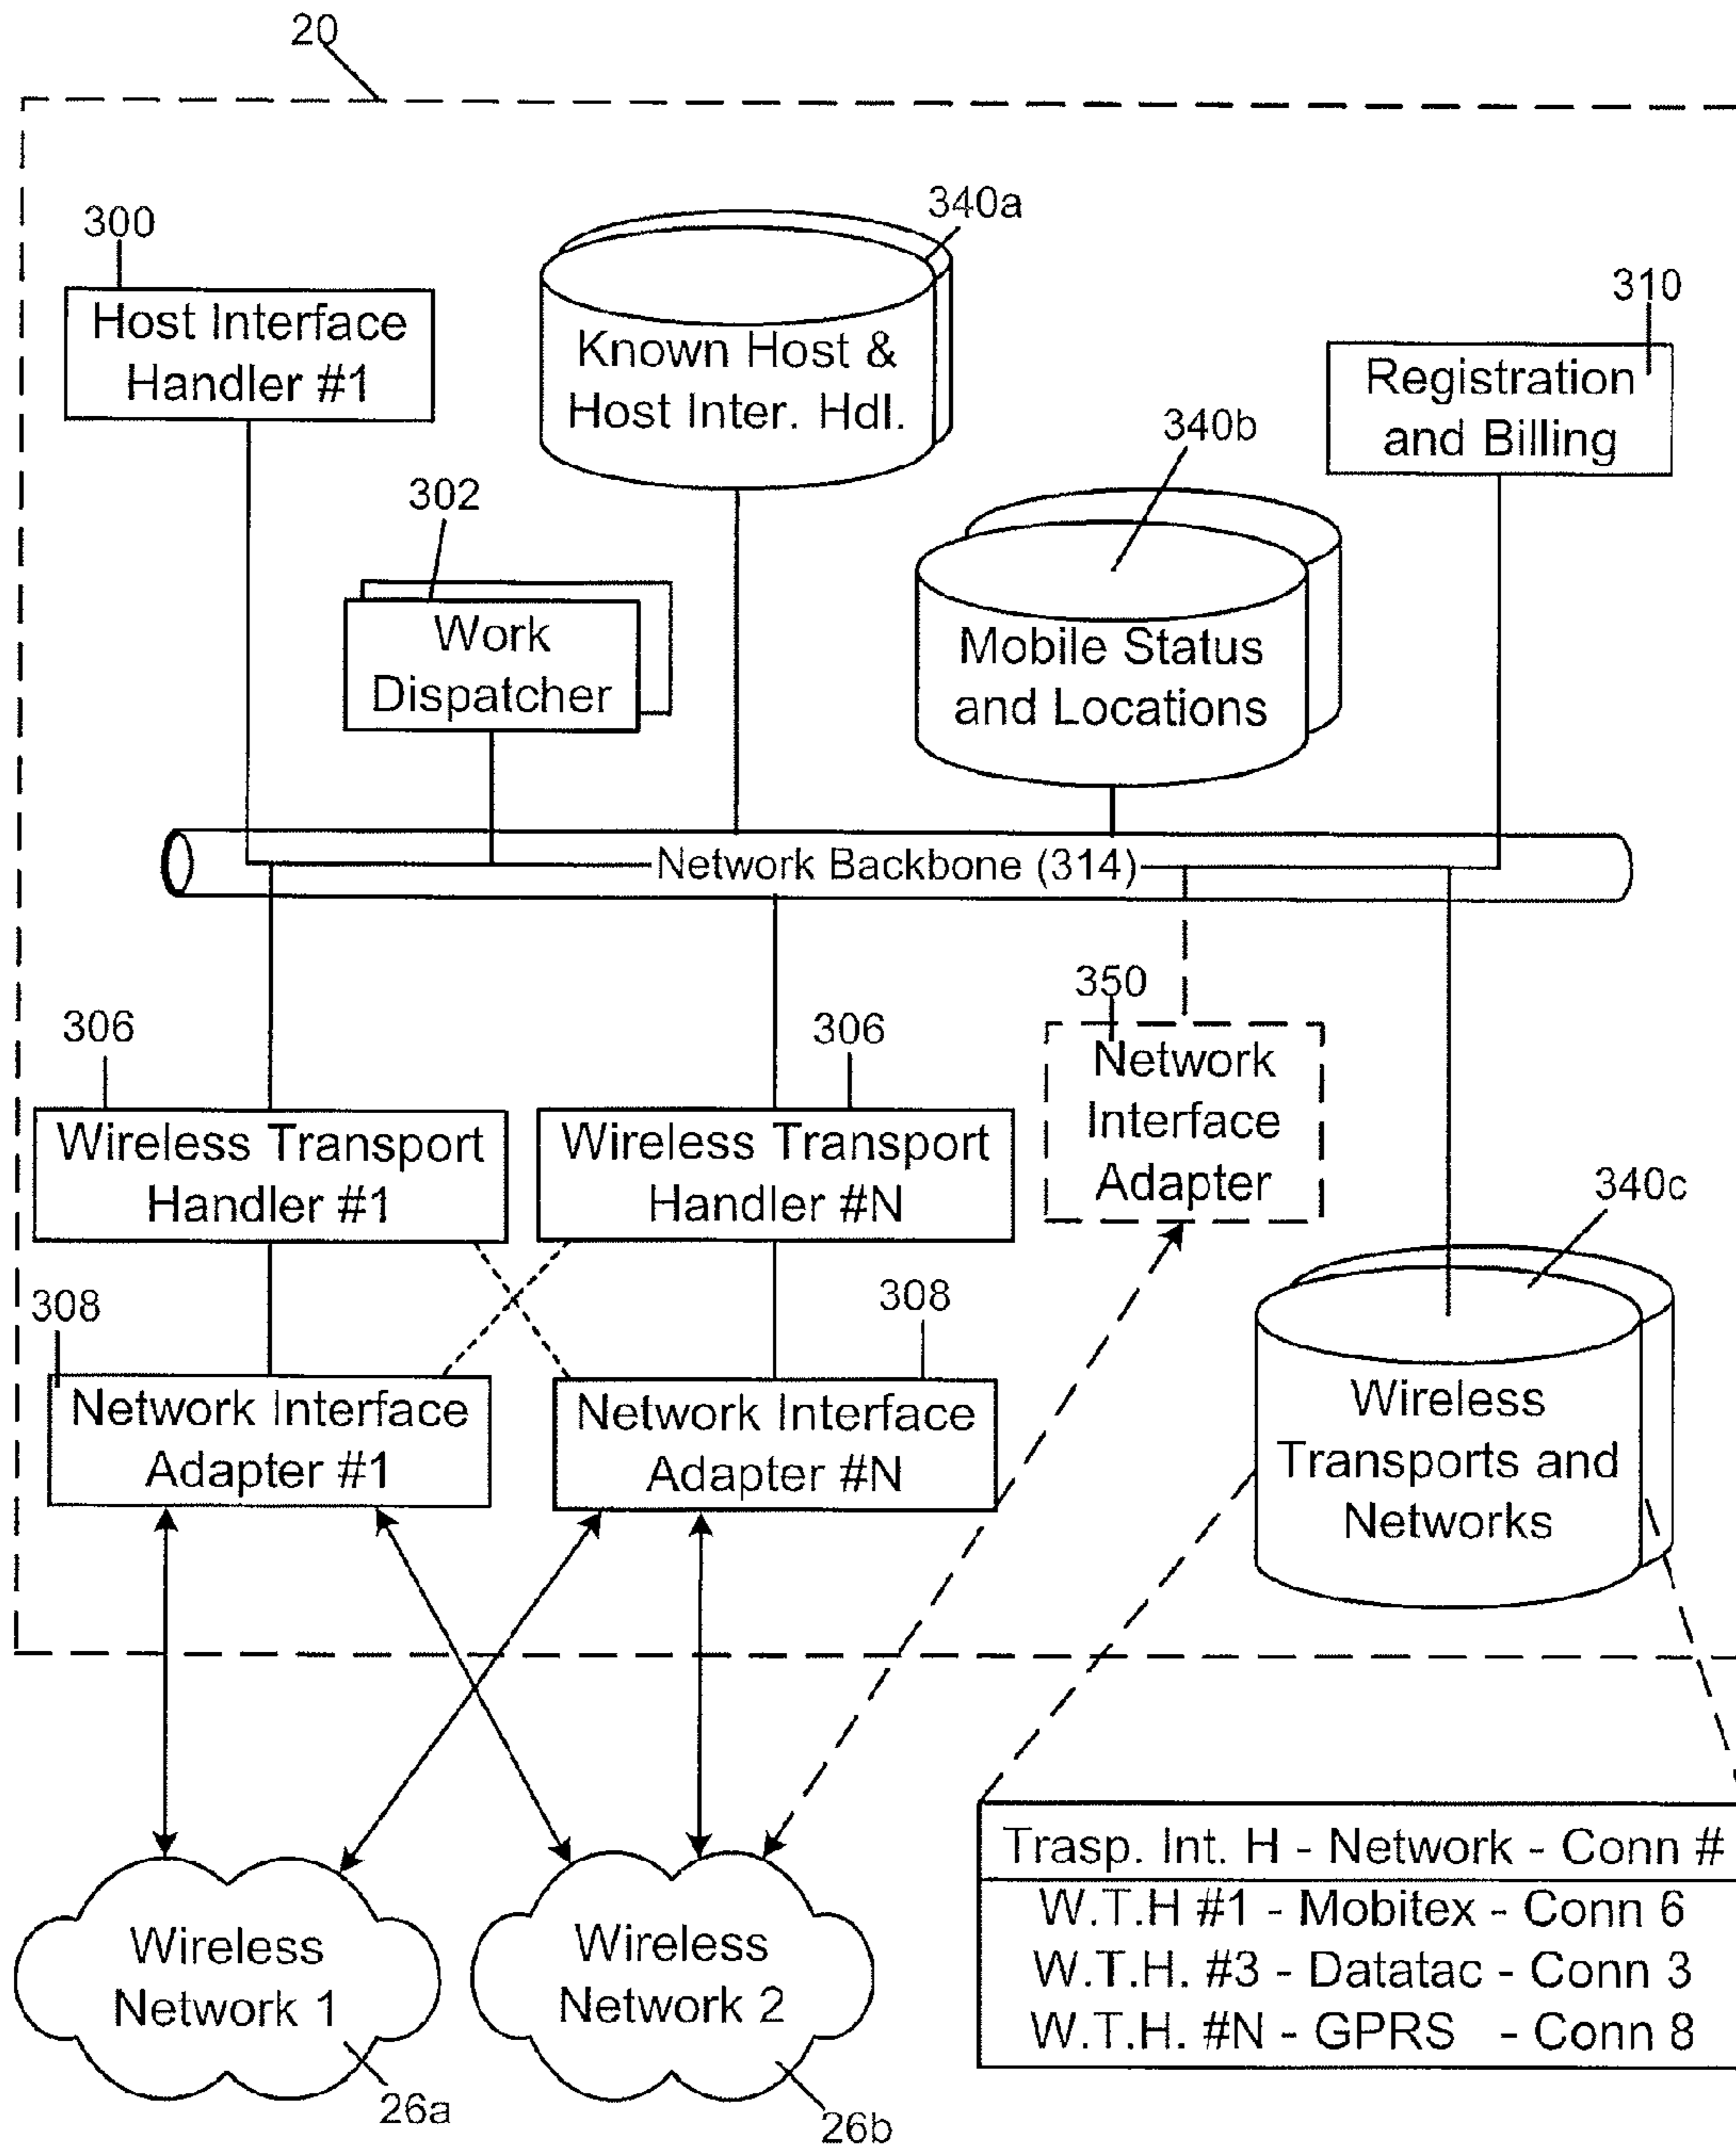 20
340a
300
310
Host Interface
Handler #1
Known Host &
Host Inter. Hdl.
Registration
and Billing
340b
302
Work
Dispatcher
Mobile Status
and Locations
Network Backbone (314)
350
306
306
Network
Interface
Adapter
Wireless Transport
Handler #1
Wireless Transport
Handler #N
340c
308
308
Network Interface
Adapter #1
Network Interface
Adapter #N
Wireless
Transports and
Networks
Trasp. Int. H - Network - Conn #
W.T.H #1 - Mobitex - Conn 6
W.T.H. #3 - Datatac - Conn 3
W.T.H. #N - GPRS - Conn 8
Wireless
Network 1
Wireless
Network 2
26a
26b